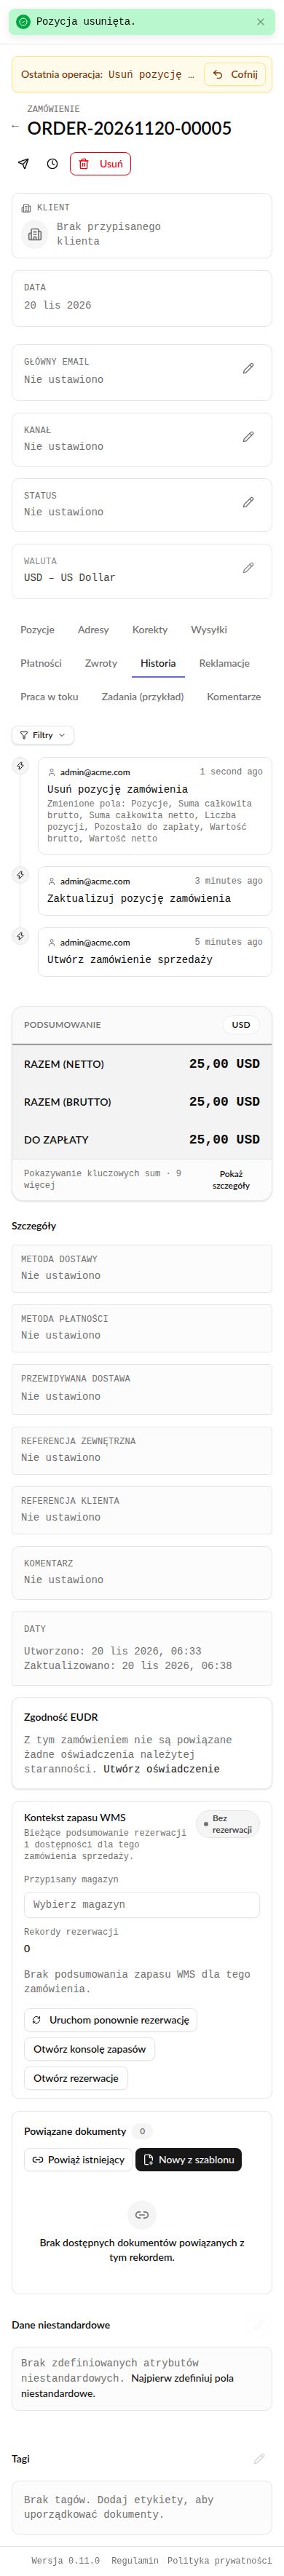 Pozycja usunięta.
Ostatnia operacja: Usuń pozycję … Cofnij
ZAMÓWIENIE
← ORDER-20261120-00005
Usuń
KLIENT
Brak przypisanego
klienta
DATA
20 lis 2026
GŁÓWNY EMAIL
Nie ustawiono
KANAŁ
Nie ustawiono
STATUS
Nie ustawiono
WALUTA
USD – US Dollar
Pozycje Adresy Korekty Wysyłki
Płatności Zwroty Historia Reklamacje
Praca w toku Zadania (przykład) Komentarze
Filtry
admin@acme.com 1 second ago
Usuń pozycję zamówienia
Zmienione pola: Pozycje, Suma całkowita
brutto, Suma całkowita netto, Liczba
pozycji, Pozostało do zapłaty, Wartość
brutto, Wartość netto
admin@acme.com 3 minutes ago
Zaktualizuj pozycję zamówienia
admin@acme.com 5 minutes ago
Utwórz zamówienie sprzedaży
PODSUMOWANIE USD
RAZEM (NETTO) 25,00 USD
RAZEM (BRUTTO) 25,00 USD
DO ZAPŁATY 25,00 USD
Pokazywanie kluczowych sum · 9
więcej
Pokaż
szczegóły
Szczegóły
METODA DOSTAWY
Nie ustawiono
METODA PŁATNOŚCI
Nie ustawiono
PRZEWIDYWANA DOSTAWA
Nie ustawiono
REFERENCJA ZEWNĘTRZNA
Nie ustawiono
REFERENCJA KLIENTA
Nie ustawiono
KOMENTARZ
Nie ustawiono
DATY
Utworzono: 20 lis 2026, 06:33
Zaktualizowano: 20 lis 2026, 06:38
Zgodność EUDR
Z tym zamówieniem nie są powiązane
żadne oświadczenia należytej
staranności. Utwórz oświadczenie
Kontekst zapasu WMS
Bieżące podsumowanie rezerwacji
i dostępności dla tego
zamówienia sprzedaży.
Bez
rezerwacji
Przypisany magazyn
Wybierz magazyn
Rekordy rezerwacji
0
Brak podsumowania zapasu WMS dla tego
zamówienia.
Uruchom ponownie rezerwację
Otwórz konsolę zapasów
Otwórz rezerwacje
Powiązane dokumenty 0
Powiąż istniejący Nowy z szablonu
Brak dostępnych dokumentów powiązanych z
tym rekordem.
Dane niestandardowe
Brak zdefiniowanych atrybutów
niestandardowych. Najpierw zdefiniuj pola
niestandardowe.
Tagi
Brak tagów. Dodaj etykiety, aby
uporządkować dokumenty.
Wersja 0.11.0 Regulamin Polityka prywatności